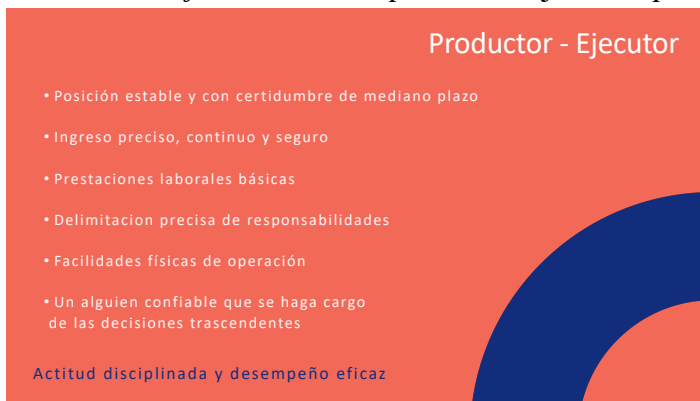 Productor - Ejecutor
• Posición estable y con certidumbre de mediano plazo
• Ingreso preciso, continuo y seguro
• Prestaciones laborales básicas
• Delimitacion precisa de responsabilidades
• Facilidades físicas de operación
• Un alguien confiable que se haga cargo
de las decisiones trascendentes
Actitud disciplinada y desempeño eficaz